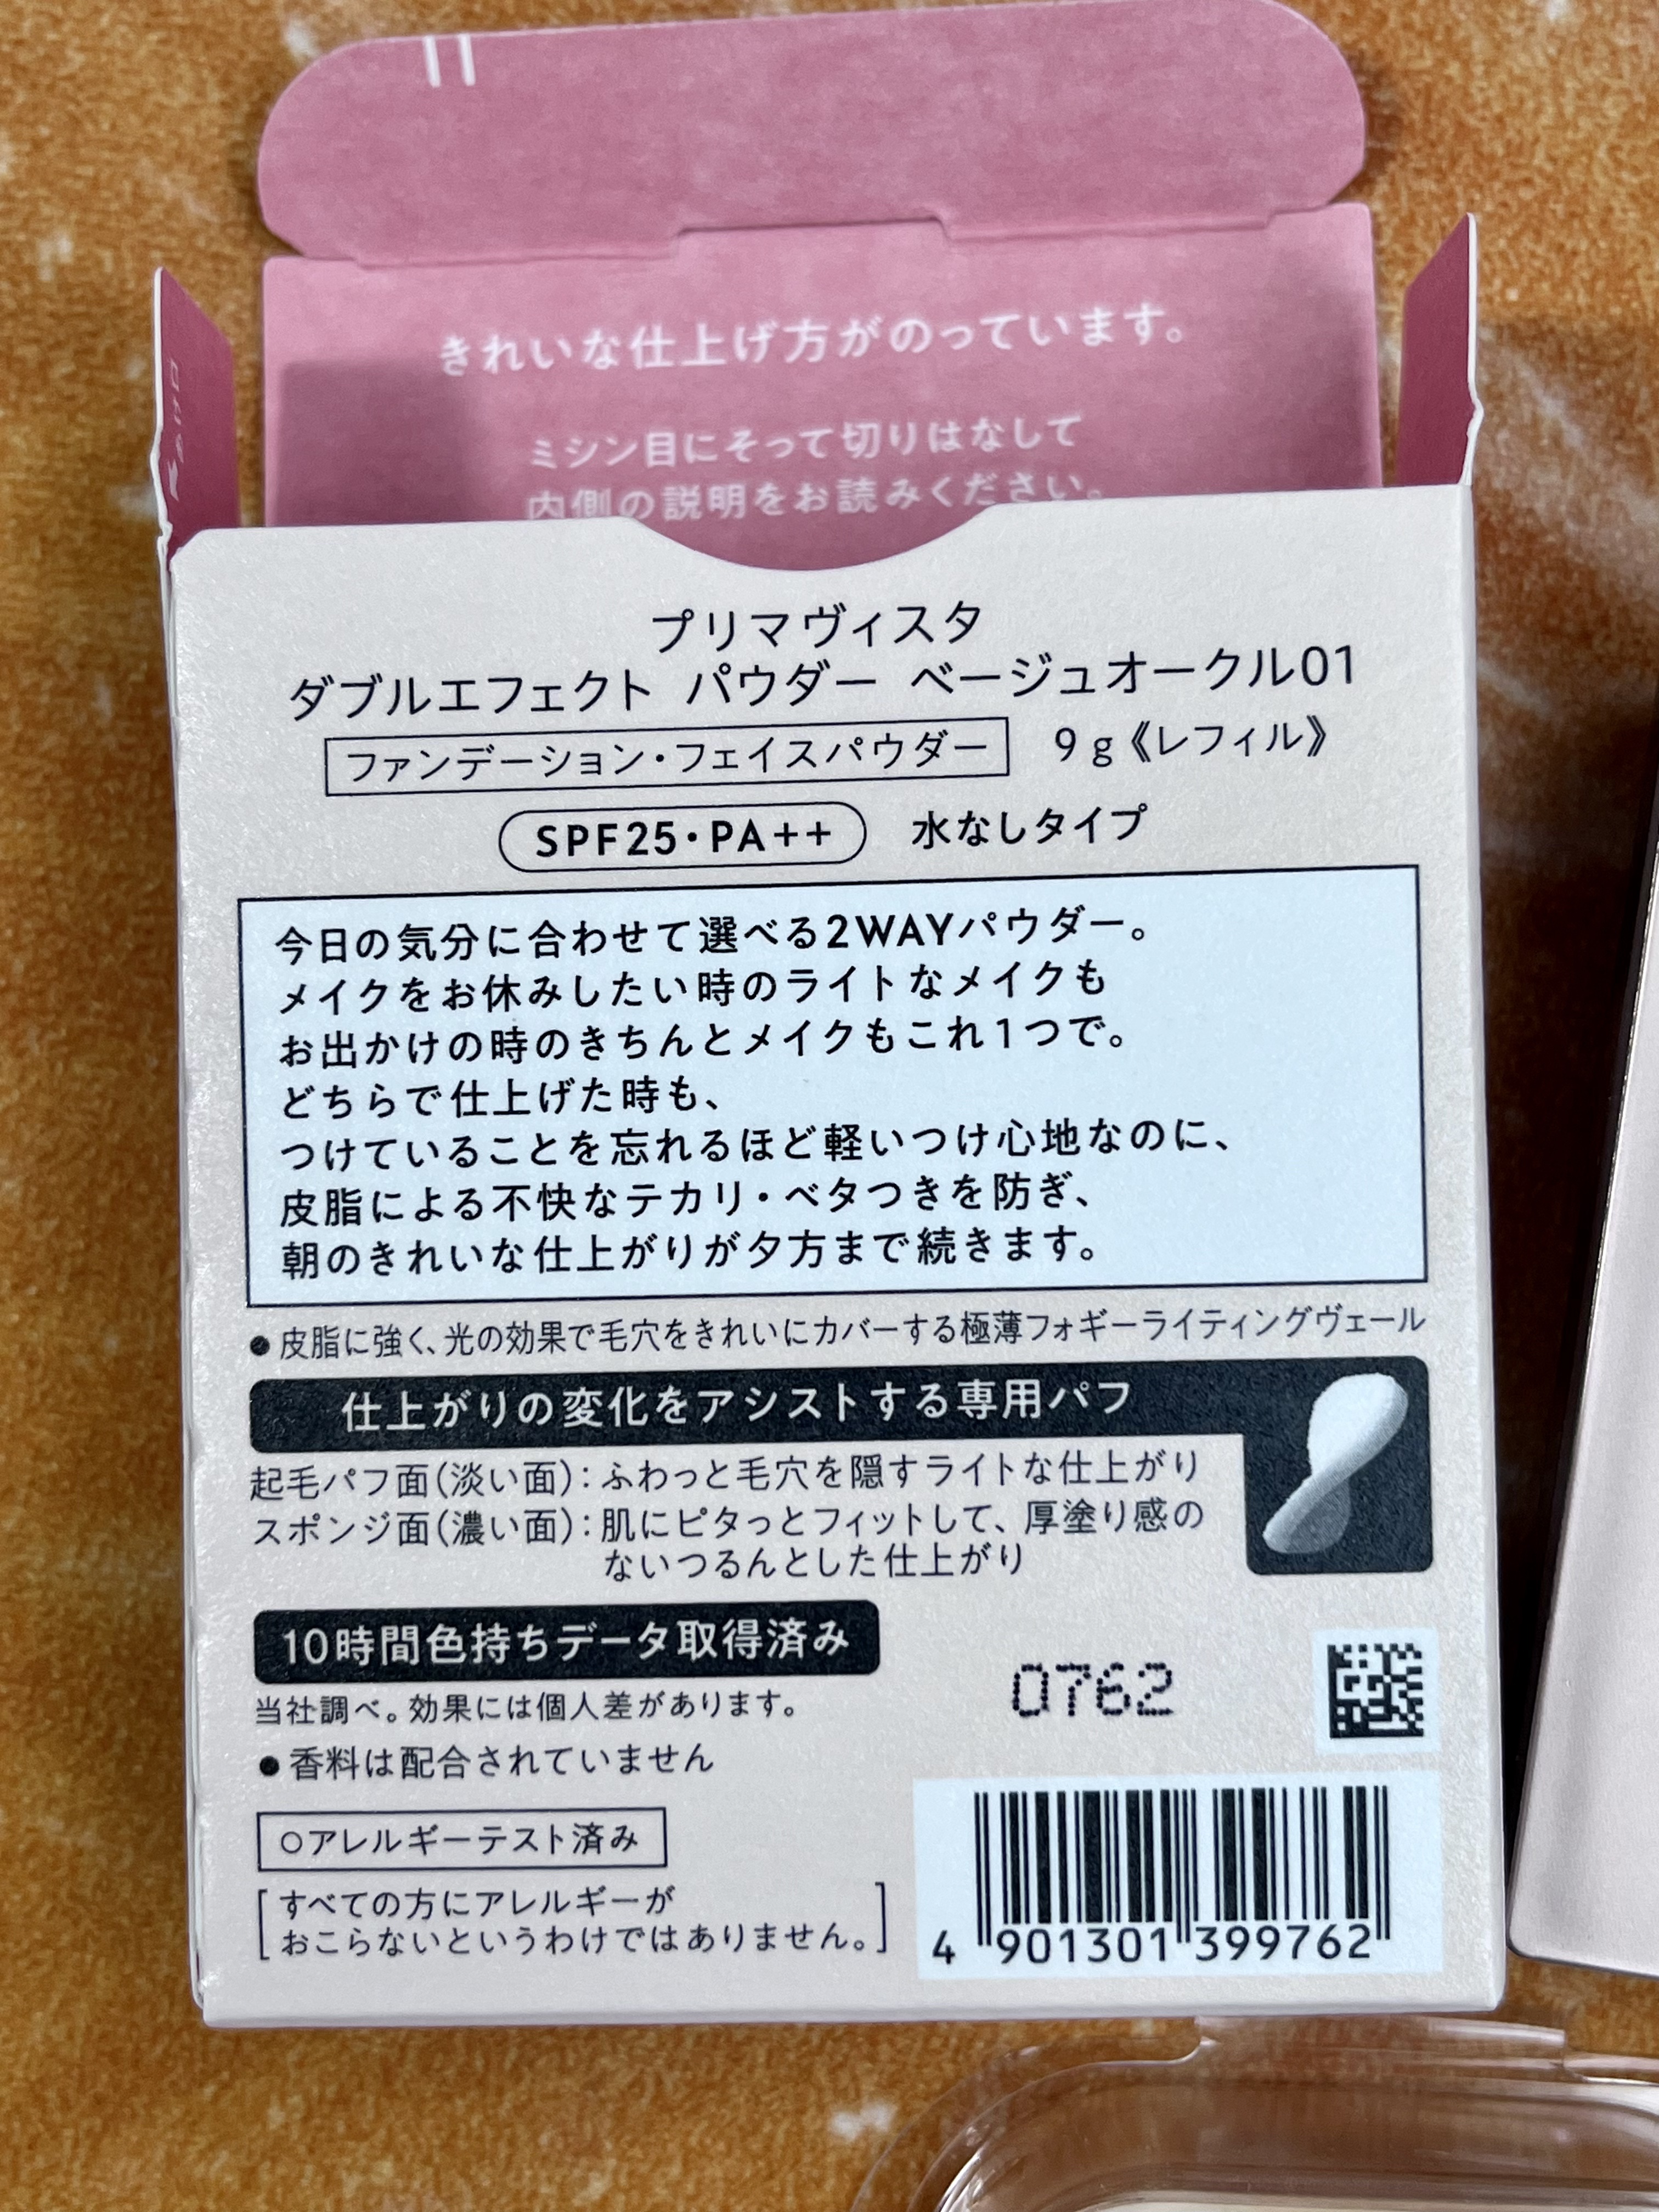 きれいな仕上げ方がのっています。
ミシン目にそって切りはなして
内側の説明をお読みください。
プリマヴィスタ
ダブルエフェクト パウダー ベージュオークル01
ファンデーション・フェイスパウダー 9g《レフィル》
SPF25・PA++ 水なしタイプ
今日の気分に合わせて選べる2WAYパウダー。
メイクをお休みしたい時のライトなメイクも
お出かけの時のきちんとメイクもこれ1つで。
どちらで仕上げた時も、
つけていることを忘れるほど軽いつけ心地なのに、
皮脂による不快なテカリ・ベタつきを防ぎ、
朝のきれいな仕上がりが夕方まで続きます。
●皮脂に強く、光の効果で毛穴をきれいにカバーする極薄フォギーライティングヴェール
仕上がりの変化をアシストする専用パフ
起毛パフ面(淡い面):ふわっと毛穴を隠すライトな仕上がり
スポンジ面(濃い面):肌にピタっとフィットして、厚塗り感の
ないつるんとした仕上がり
10時間色持ちデータ取得済み
当社調べ。効果には個人差があります。
0762
●香料は配合されていません
○アレルギーテスト済み
[すべての方にアレルギーが
おこらないというわけではありません。]
4 901301 399762